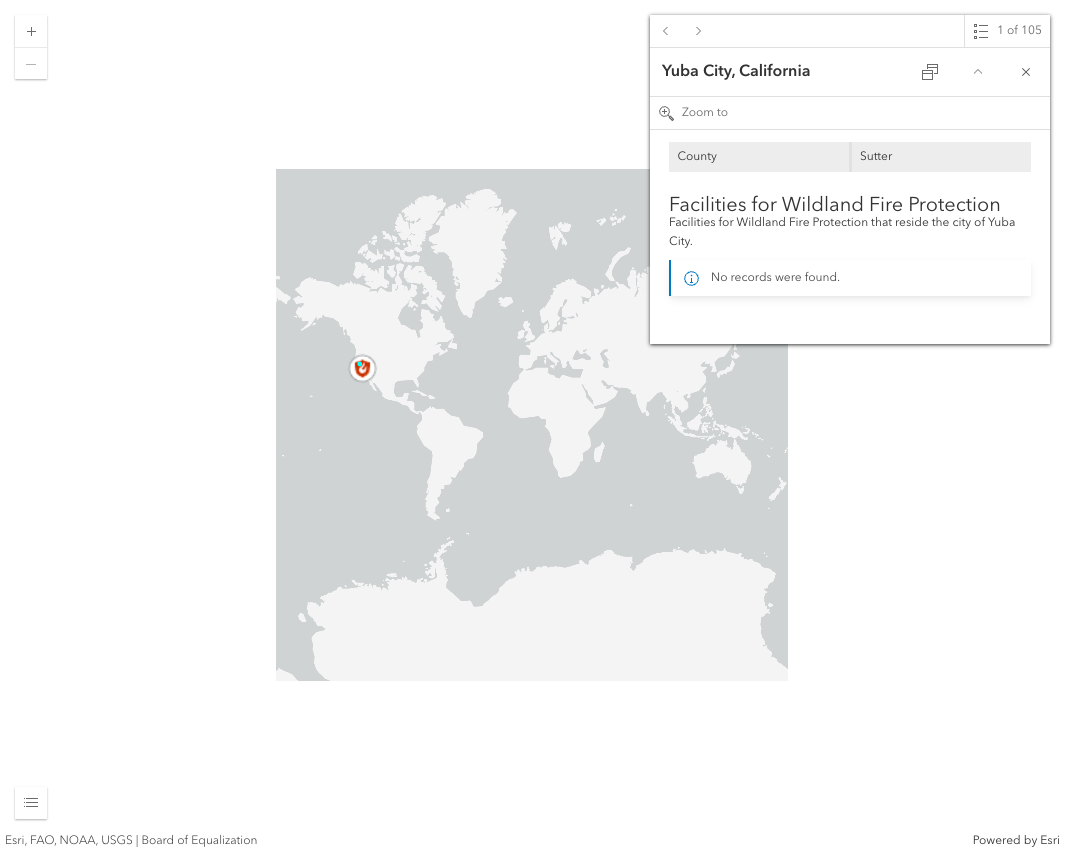 1 of 105
Yuba City, California
Zoom to
County
Sutter
Facilities for Wildland Fire Protection
Facilities for Wildland Fire Protection that reside the city of Yuba
City.
No records were found.
Esri, FAO, NOAA, USGS | Board of Equalization
Powered by Esri